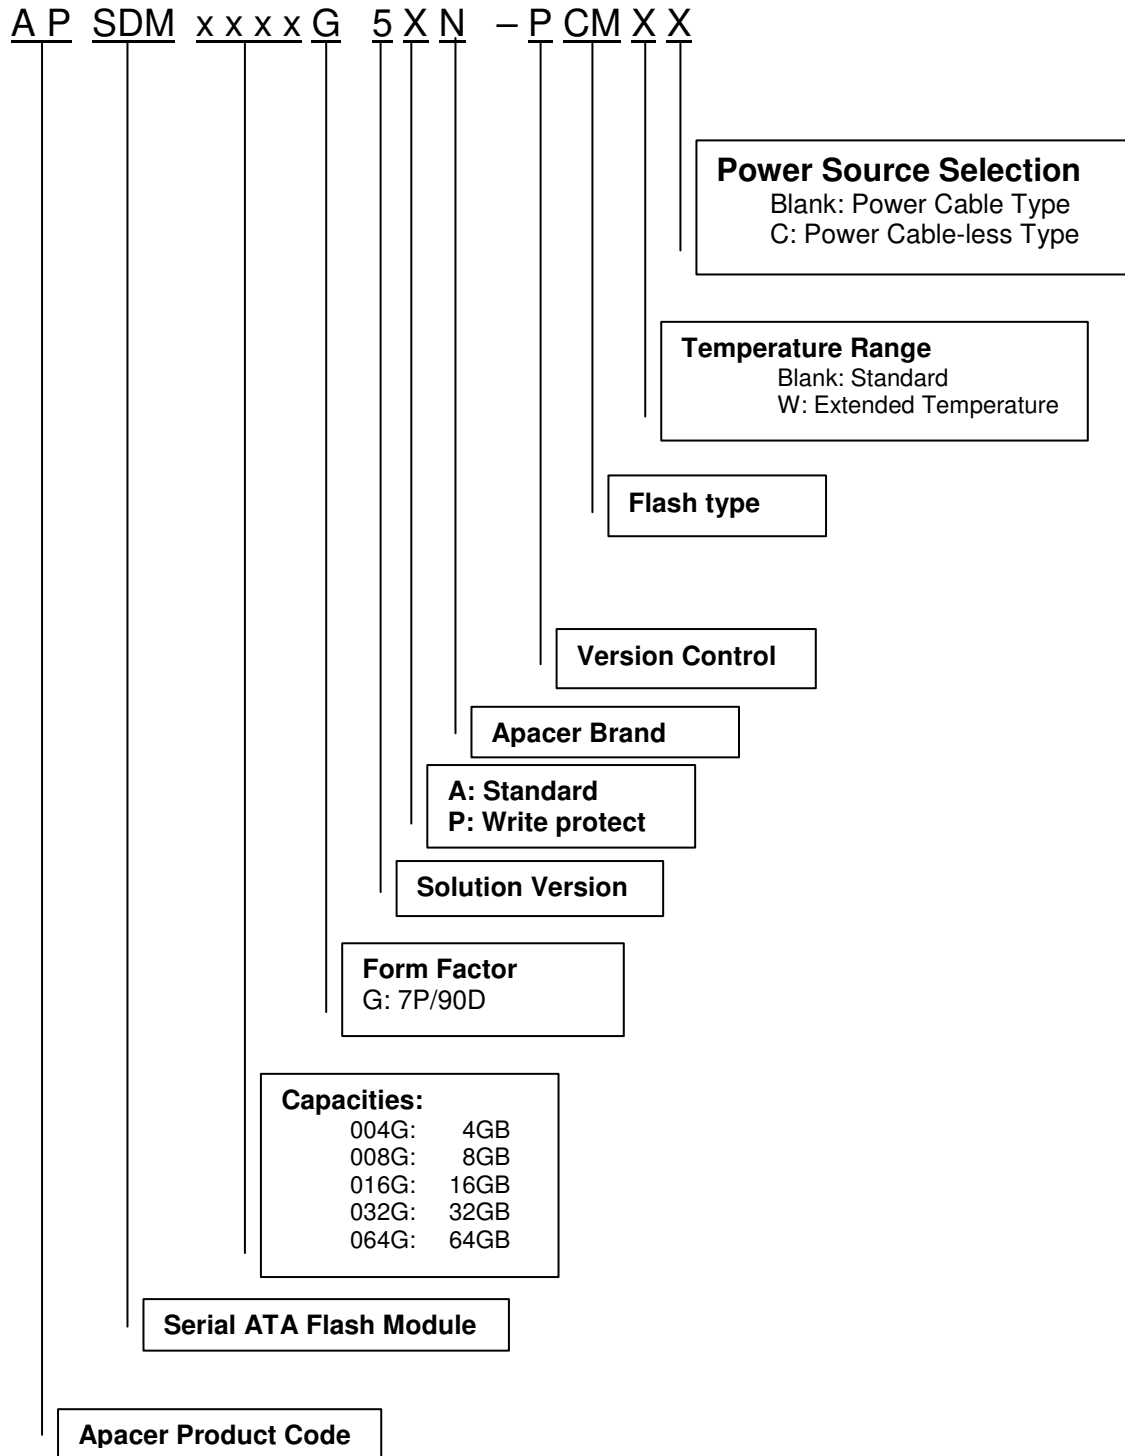 A P SDM x x x x G 5 X N – P CM X X
Power Source Selection
Blank: Power Cable Type
C: Power Cable-less Type
Temperature Range
Blank: Standard
W: Extended Temperature
Flash type
Version Control
Apacer Brand
A: Standard
P: Write protect
Solution Version
Form Factor
G: 7P/90D
Capacities:
004G: 4GB
008G: 8GB
016G: 16GB
032G: 32GB
064G: 64GB
Serial ATA Flash Module
Apacer Product Code